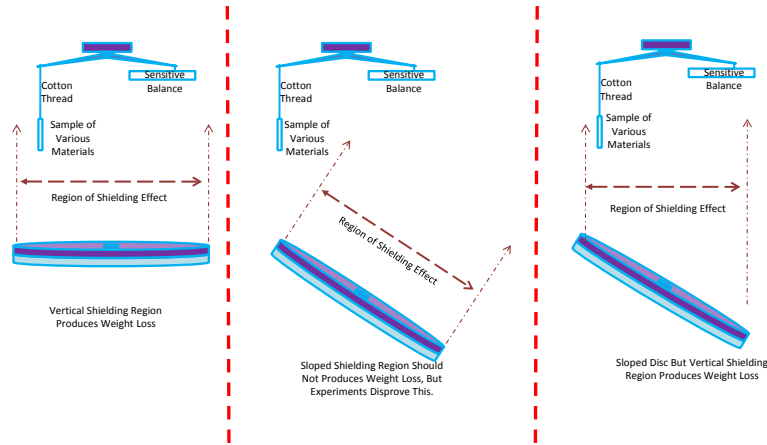 Sensitive
Balance
Cotton
Thread
Sample of
Various
Materials
Region of Shielding Effect
Vertical Shielding Region
Produces Weight Loss
Sensitive
Balance
Cotton
Thread
Sample of
Various
Materials
Region of Shielding Effect
Sloped Shielding Region Should
Not Produces Weight Loss, But
Experiments Disprove This.
Sensitive
Balance
Cotton
Thread
Sample of
Various
Materials
Region of Shielding Effect
Sloped Disc But Vertical Shielding
Region Produces Weight Loss